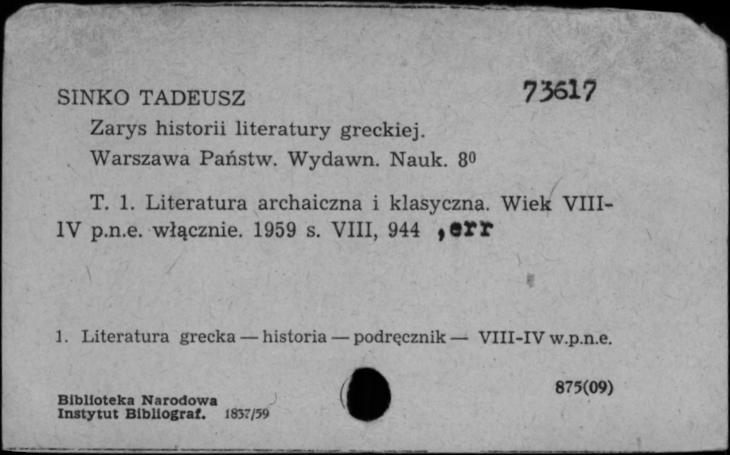 SINKO TADEUSZ 73617
Zarys historii literatury greckiej.
Warszawa Państw. Wydawn. Nauk. 8⁰
T. 1. Literatura archaiczna i klasyczna. Wiek VIII-
IV p.n.e. włącznie. 1959 s. VIII, 944 ,err
1. Literatura grecka — historia — podręcznik — VIII-IV w.p.n.e.
875(09)
Biblioteka Narodowa
Instytut Bibliograf. 1837/59